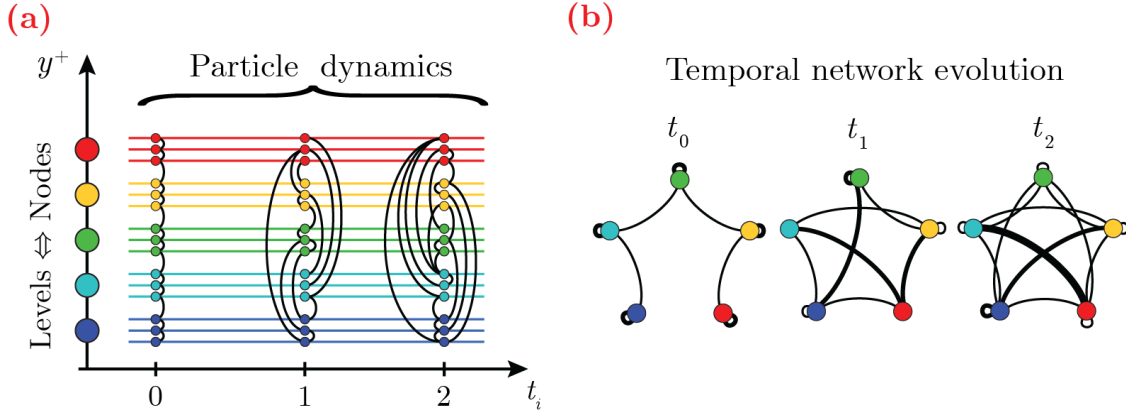 (a)
y⁺
Particle dynamics
Levels ⇔ Nodes
0 1 2 tᵢ
(b)
Temporal network evolution
t₀ t₁ t₂